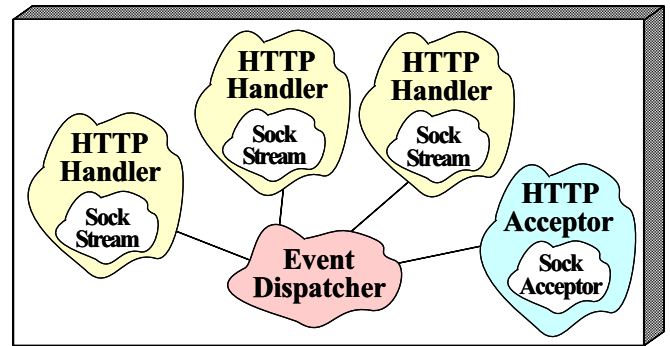 HTTP
Handler
Sock
Stream
HTTP
Handler
Sock
Stream
HTTP
Handler
Sock
Stream
HTTP
Acceptor
Sock
Acceptor
Event
Dispatcher